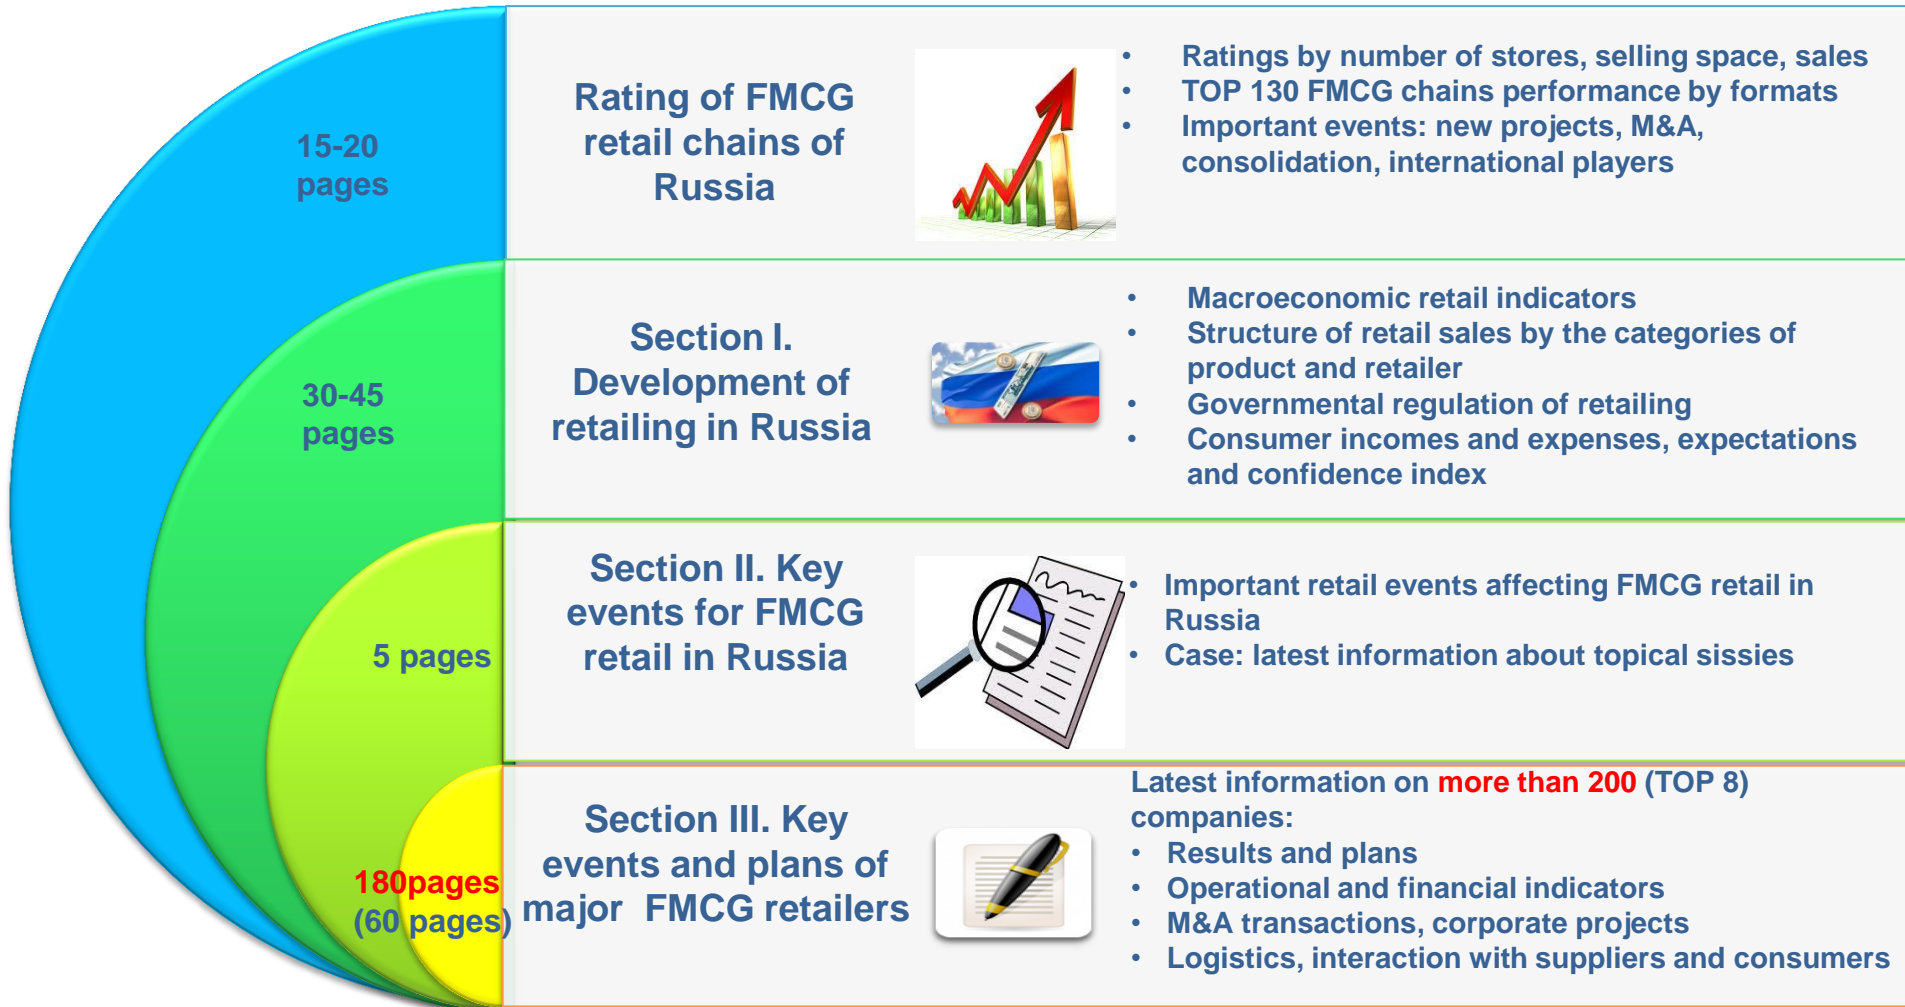 15-20
pages
Rating of FMCG
retail chains of
Russia
• Ratings by number of stores, selling space, sales
• TOP 130 FMCG chains performance by formats
• Important events: new projects, M&A,
consolidation, international players
30-45
pages
Section I.
Development of
retailing in Russia
• Macroeconomic retail indicators
• Structure of retail sales by the categories of
product and retailer
• Governmental regulation of retailing
• Consumer incomes and expenses, expectations
and confidence index
5 pages
Section II. Key
events for FMCG
retail in Russia
• Important retail events affecting FMCG retail in
Russia
• Case: latest information about topical sissies
180pages
(60 pages)
Section III. Key
events and plans of
major FMCG retailers
Latest information on more than 200 (TOP 8)
companies:
• Results and plans
• Operational and financial indicators
• M&A transactions, corporate projects
• Logistics, interaction with suppliers and consumers